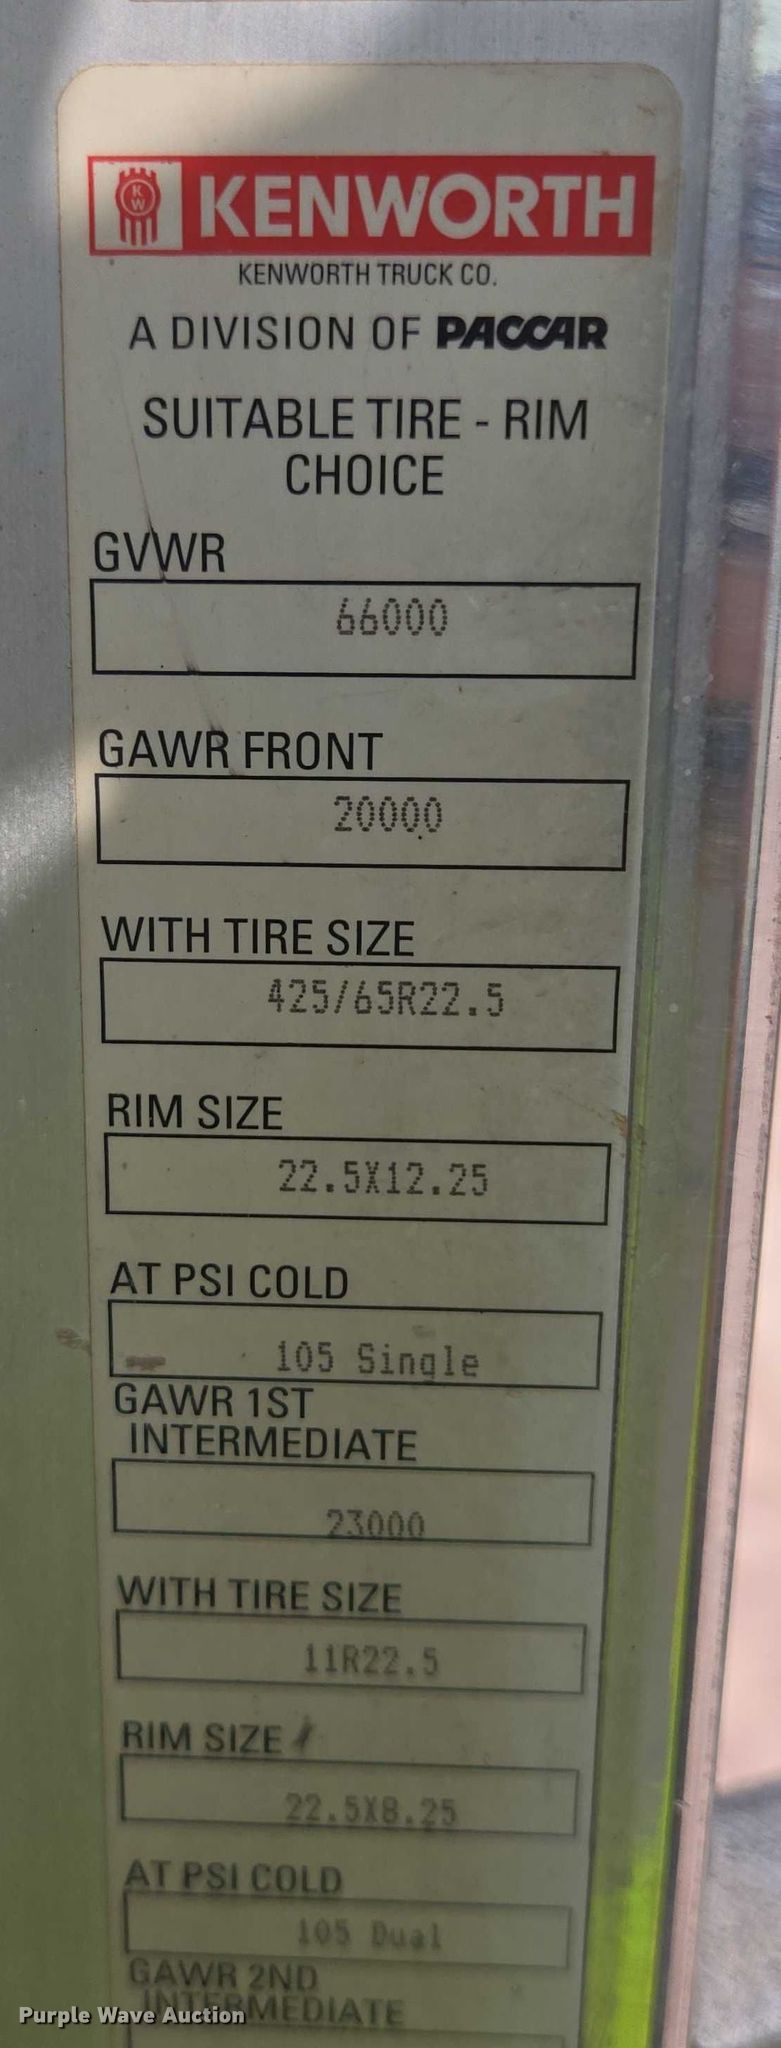 KW KENWORTH
KENWORTH TRUCK CO.
A DIVISION OF PACCAR
SUITABLE TIRE - RIM
CHOICE
GVWR
66000
GAWR FRONT
20000
WITH TIRE SIZE
425/65R22.5
RIM SIZE
22.5X12.25
AT PSI COLD
105 Single
GAWR 1ST
INTERMEDIATE
23000
WITH TIRE SIZE
11R22.5
RIM SIZE
22.5X8.25
AT PSI COLD
105 Dual
GAWR 2ND
INTERMEDIATE
Purple Wave Auction